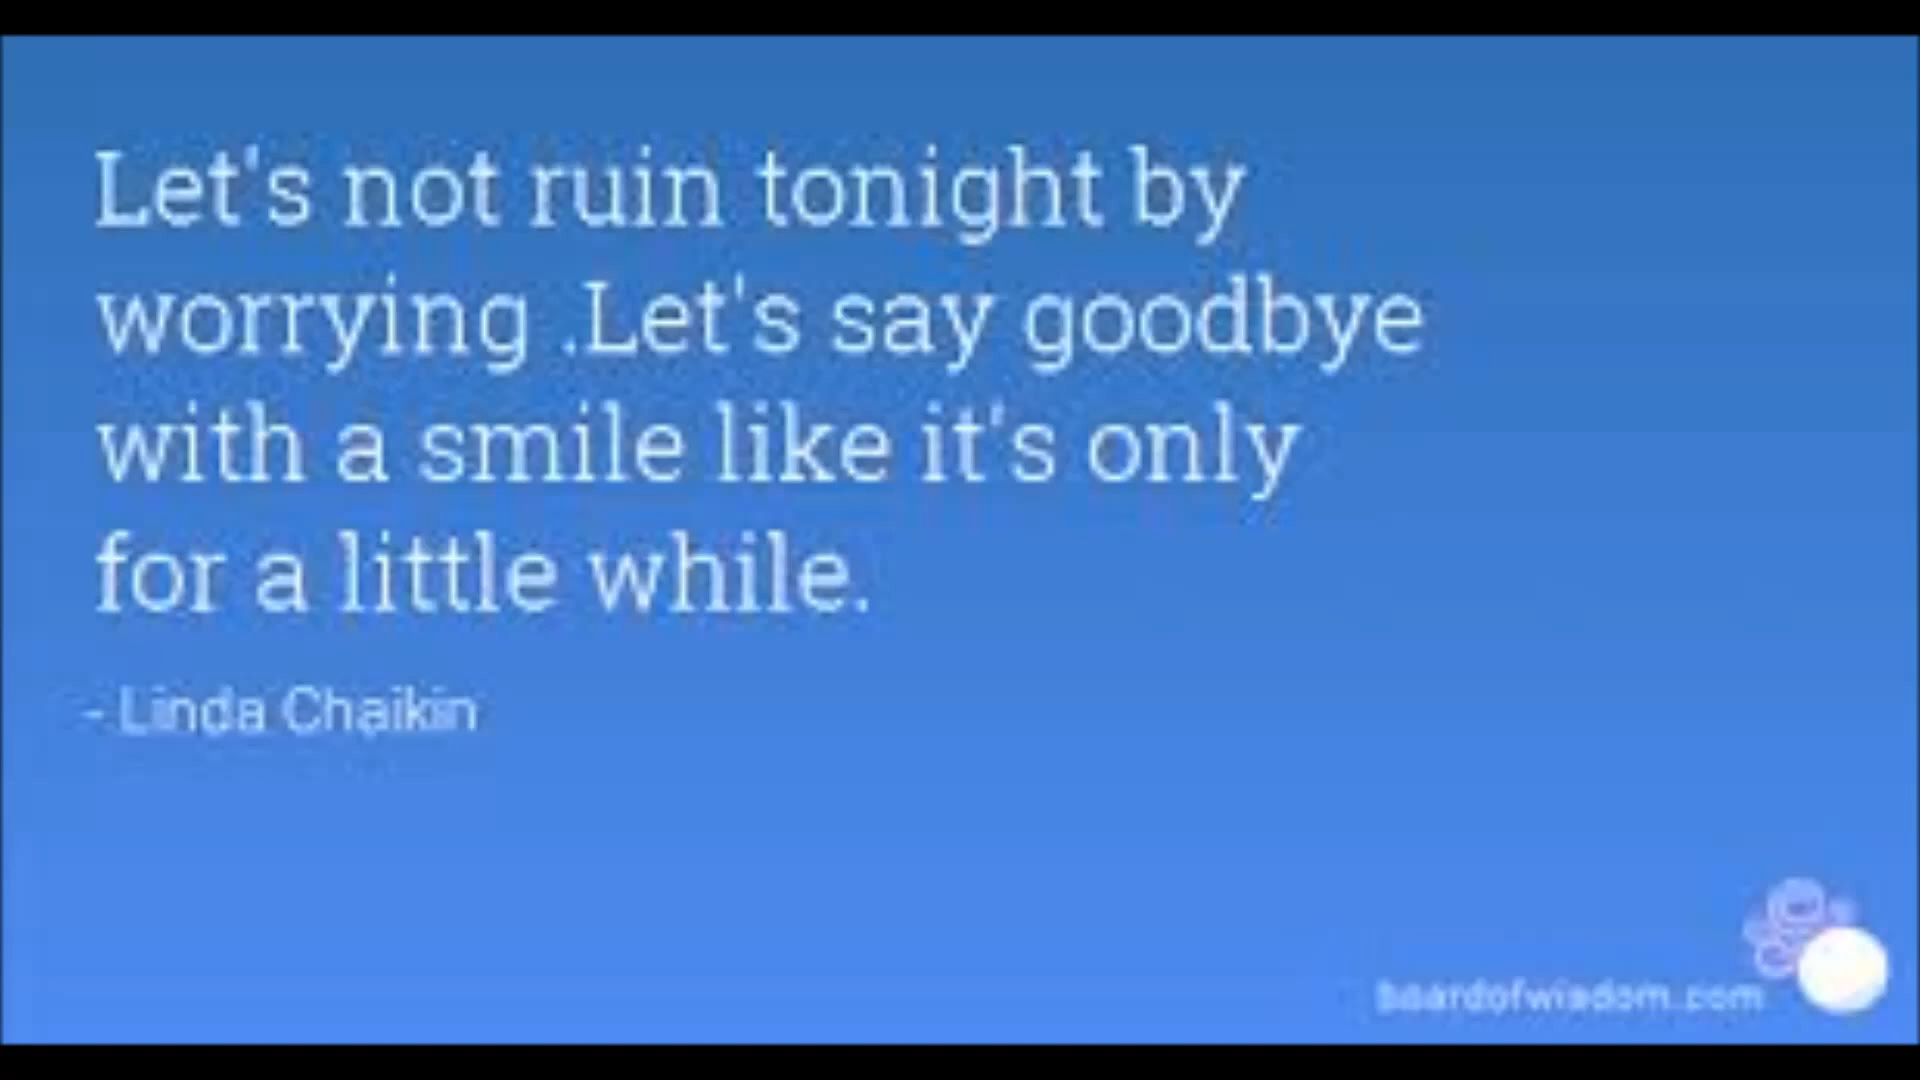 Let's not ruin tonight by
worrying .Let's say goodbye
with a smile like it's only
for a little while.
- Linda Chaikin
boardofwisdom.com